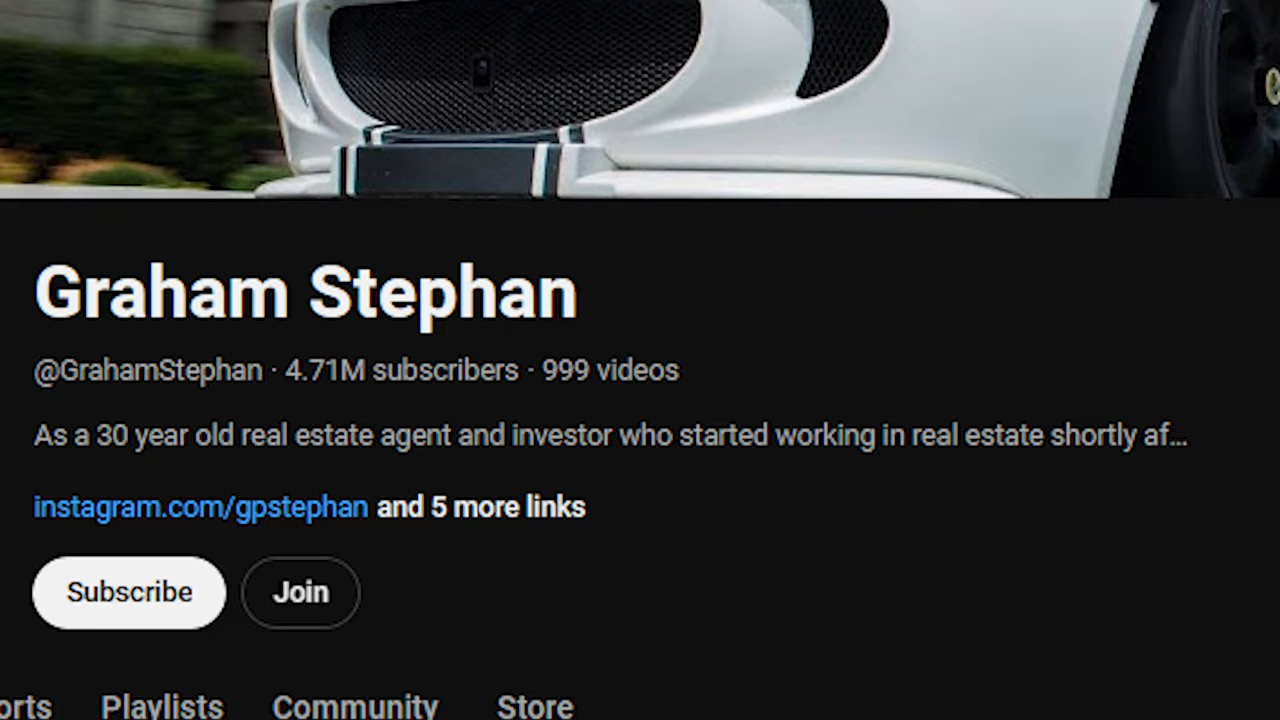 Graham Stephan
@GrahamStephan · 4.71M subscribers · 999 videos
As a 30 year old real estate agent and investor who started working in real estate shortly af...
instagram.com/gpstephan and 5 more links
Subscribe Join
orts Playlists Community Store